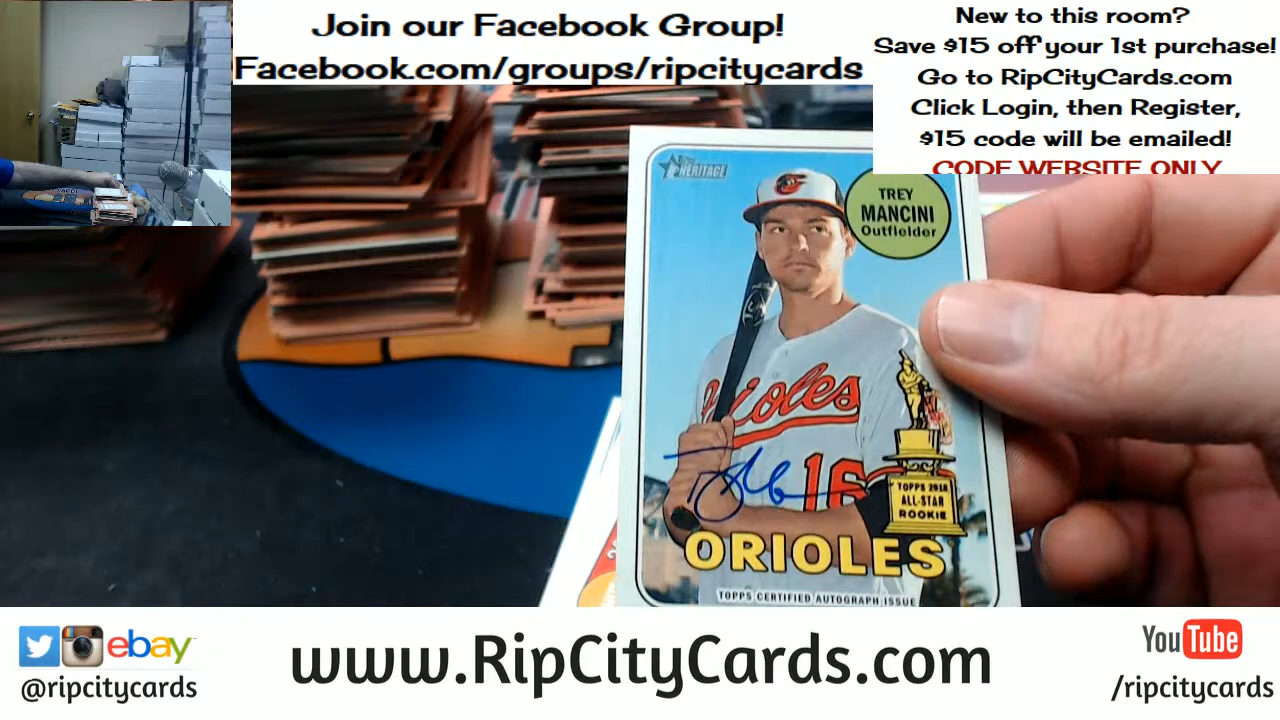 Join our Facebook Group!
Facebook.com/groups/ripcitycards
New to this room?
Save $15 off your 1st purchase!
Go to RipCityCards.com
Click Login, then Register,
$15 code will be emailed!
CODE WEBSITE ONLY
HERITAGE
TREY
MANCINI
Outfielder
Orioles
16
TOPPS 2018
ALL-STAR
ROOKIE
ORIOLES
TOPPS CERTIFIED AUTOGRAPH ISSUE
ebay
@ripcitycards
www.RipCityCards.com
YouTube
/ripcitycards